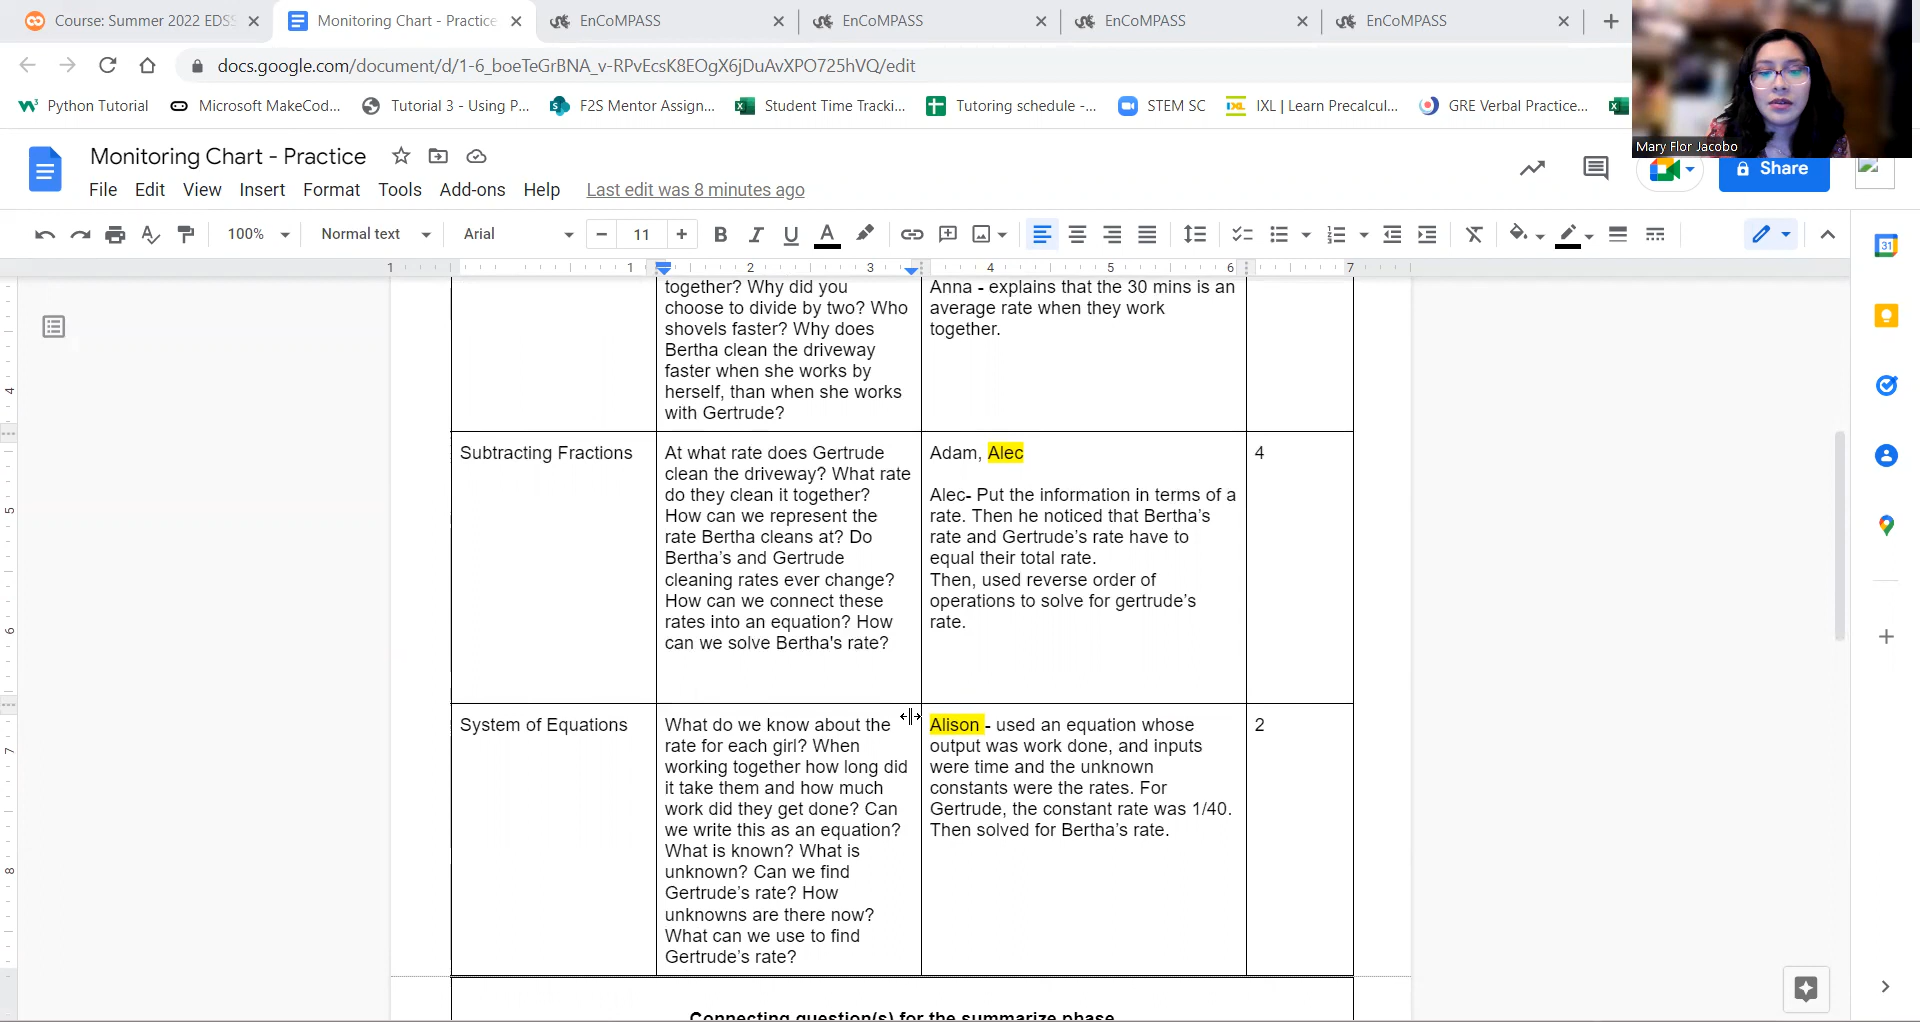 Course: Summer 2022 EDSS
Monitoring Chart - Practice
EnCoMPASS
EnCoMPASS
EnCoMPASS
EnCoMPASS
docs.google.com/document/d/1-6_boeTeGrBNA_v-RPvEcsK8EOgX6jDuAvXPO725hVQ/edit
Python Tutorial
Microsoft MakeCod...
Tutorial 3 - Using P...
F2S Mentor Assign...
Student Time Tracki...
Tutoring schedule -...
STEM SC
IXL | Learn Precalcul...
GRE Verbal Practice...
Mary Flor Jacobo
Monitoring Chart - Practice
File Edit View Insert Format Tools Add-ons Help Last edit was 8 minutes ago
Share
100% Normal text Arial 11
1 1 2 3 4 5 6 7
together? Why did you
choose to divide by two? Who
shovels faster? Why does
Bertha clean the driveway
faster when she works by
herself, than when she works
with Gertrude?
Anna - explains that the 30 mins is an
average rate when they work
together.
Subtracting Fractions
At what rate does Gertrude
clean the driveway? What rate
do they clean it together?
How can we represent the
rate Bertha cleans at? Do
Bertha's and Gertrude
cleaning rates ever change?
How can we connect these
rates into an equation? How
can we solve Bertha's rate?
Adam, Alec
Alec- Put the information in terms of a
rate. Then he noticed that Bertha's
rate and Gertrude's rate have to
equal their total rate.
Then, used reverse order of
operations to solve for gertrude's
rate.
4
System of Equations
What do we know about the
rate for each girl? When
working together how long did
it take them and how much
work did they get done? Can
we write this as an equation?
What is known? What is
unknown? Can we find
Gertrude's rate? How
unknowns are there now?
What can we use to find
Gertrude's rate?
Alison - used an equation whose
output was work done, and inputs
were time and the unknown
constants were the rates. For
Gertrude, the constant rate was 1/40.
Then solved for Bertha's rate.
2
Connecting question(s) for the summarize phase
4
5
6
7
8
31